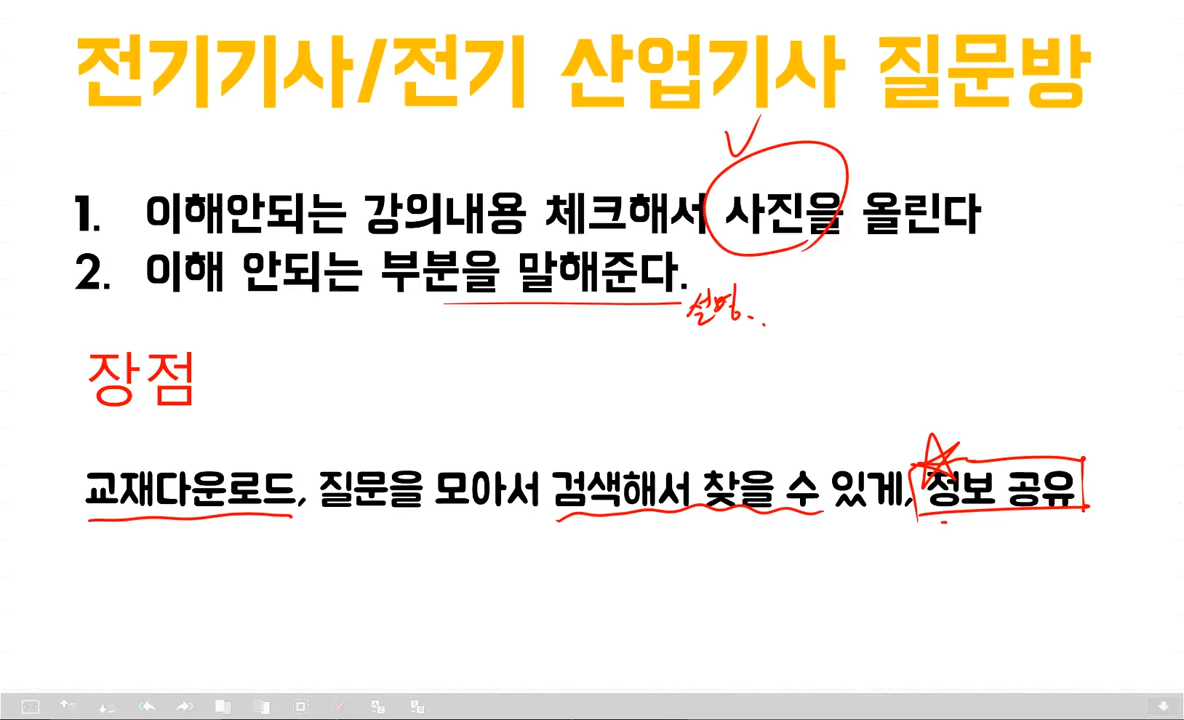 전기기사/전기 산업기사 질문방
1. 이해안되는 강의내용 체크해서 사진을 올린다
2. 이해 안되는 부분을 말해준다.
설명..
장점
교재다운로드, 질문을 모아서 검색해서 찾을 수 있게, 정보 공유